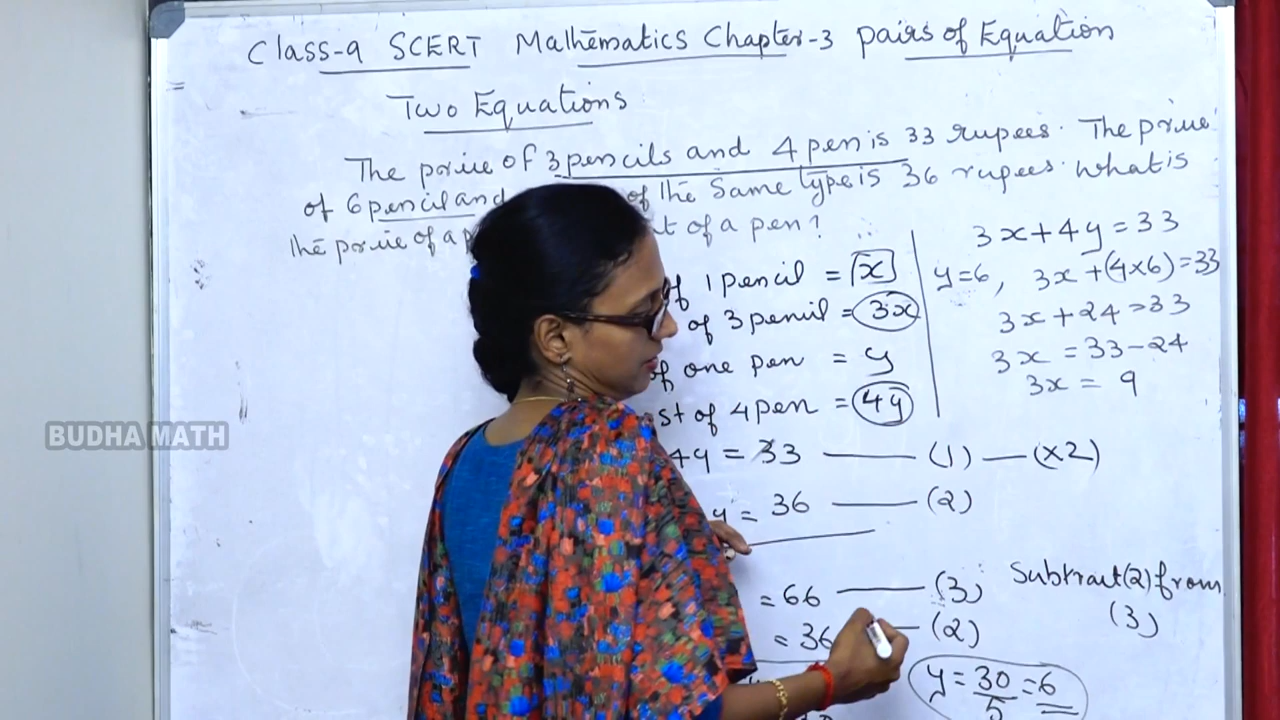 Class-9 SCERT Mathematics Chapter-3 pairs of Equation
Two Equations
The price of 3 pencils and 4 pen is 33 rupees. The price
of 6 pencil and of the same type is 36 rupees what is
the price of a of a pen?
of 1 pencil = x
of 3 pencil = 3x
of one pen = y
of 4 pen = 4y
4y = 33 (1) (×2)
y = 36 (2)
= 66 (3)
= 36 (2)
3x+4y=33
y=6, 3x+(4×6)=33
3x+24=33
3x = 33-24
3x = 9
Subtract (2) from
(3)
y = 30/5 = 6
BUDHA MATH